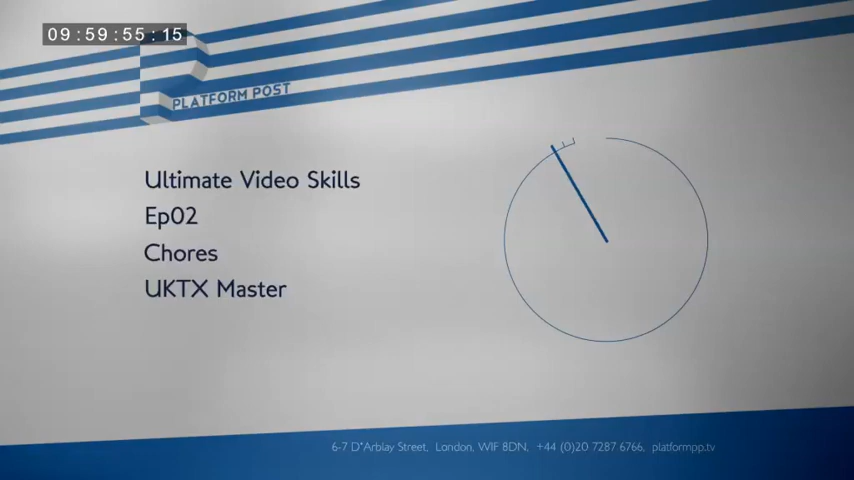 09:59:55:15
PLATFORM POST
Ultimate Video Skills
Ep02
Chores
UKTX Master
6-7 D'Arblay Street, London, W1F 8DN, +44 (0)20 7287 6766, platformpp.tv